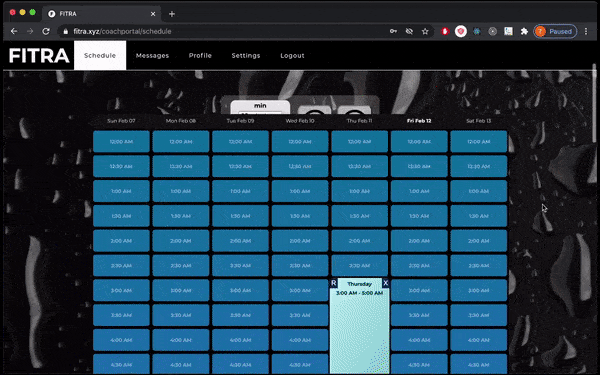 FITRA
fitra.xyz/coachportal/schedule
Paused
FITRA Schedule Messages Profile Settings Logout
min
Sun Feb 07 Mon Feb 08 Tue Feb 09 Wed Feb 10 Thu Feb 11 Fri Feb 12 Sat Feb 13
12:00 AM 12:00 AM 12:00 AM 12:00 AM 12:00 AM 12:00 AM 12:00 AM
12:30 AM 12:30 AM 12:30 AM 12:30 AM 12:30 AM 12:30 AM 12:30 AM
1:00 AM 1:00 AM 1:00 AM 1:00 AM 1:00 AM 1:00 AM 1:00 AM
1:30 AM 1:30 AM 1:30 AM 1:30 AM 1:30 AM 1:30 AM 1:30 AM
2:00 AM 2:00 AM 2:00 AM 2:00 AM 2:00 AM 2:00 AM 2:00 AM
2:30 AM 2:30 AM 2:30 AM 2:30 AM 2:30 AM 2:30 AM 2:30 AM
R Thursday X
3:00 AM 3:00 AM 3:00 AM 3:00 AM 3:00 AM - 5:00 AM 3:00 AM 3:00 AM
3:30 AM 3:30 AM 3:30 AM 3:30 AM 3:30 AM 3:30 AM
4:00 AM 4:00 AM 4:00 AM 4:00 AM 4:00 AM 4:00 AM
4:30 AM 4:30 AM 4:30 AM 4:30 AM 4:30 AM 4:30 AM